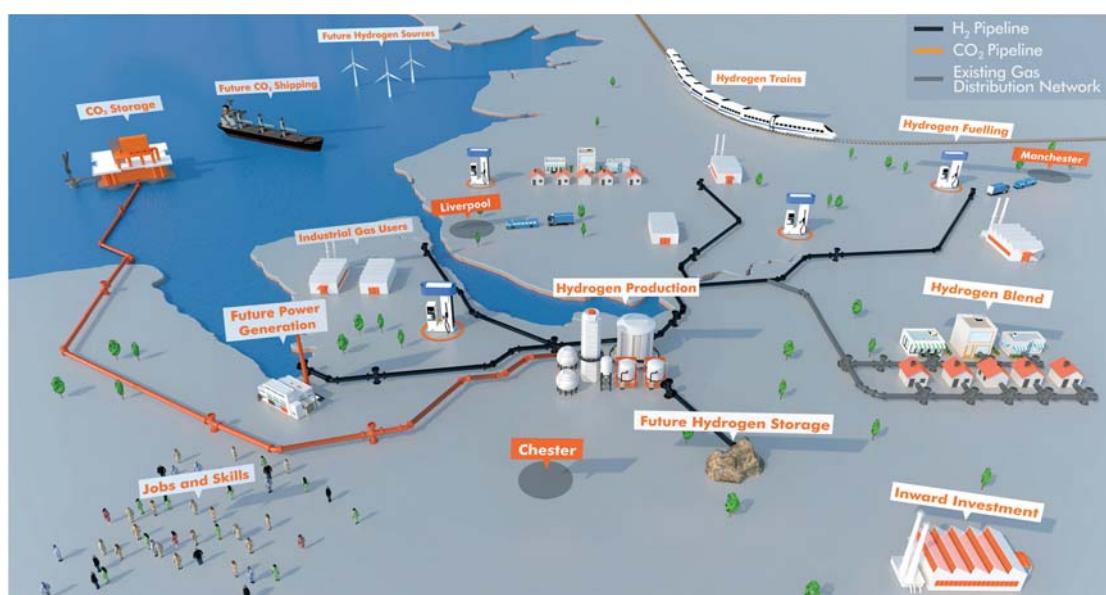 Future Hydrogen Sources
H₂ Pipeline
CO₂ Pipeline
Existing Gas
Distribution Network
CO₂ Storage
Future CO₂ Shipping
Hydrogen Trains
Hydrogen Fuelling
Manchester
Liverpool
Industrial Gas Users
Future Power
Generation
Hydrogen Production
Hydrogen Blend
Future Hydrogen Storage
Chester
Jobs and Skills
Inward Investment